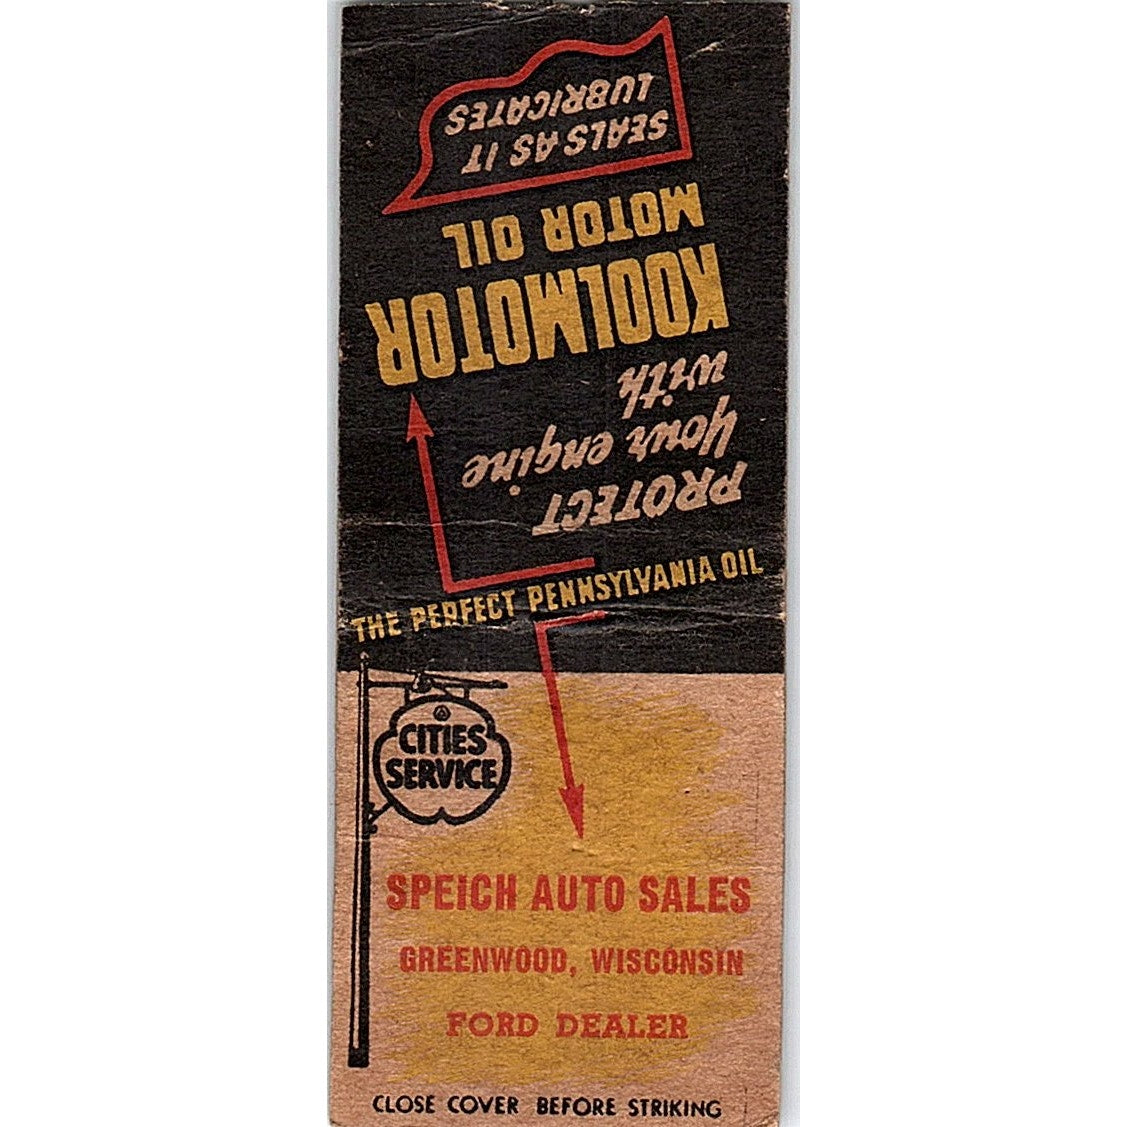 PROTECT
your engine
with
KOOLMOTOR
MOTOR OIL
SEALS AS IT
LUBRICATES
THE PERFECT PENNSYLVANIA OIL
CITIES
SERVICE
SPEICH AUTO SALES
GREENWOOD, WISCONSIN
FORD DEALER
CLOSE COVER BEFORE STRIKING